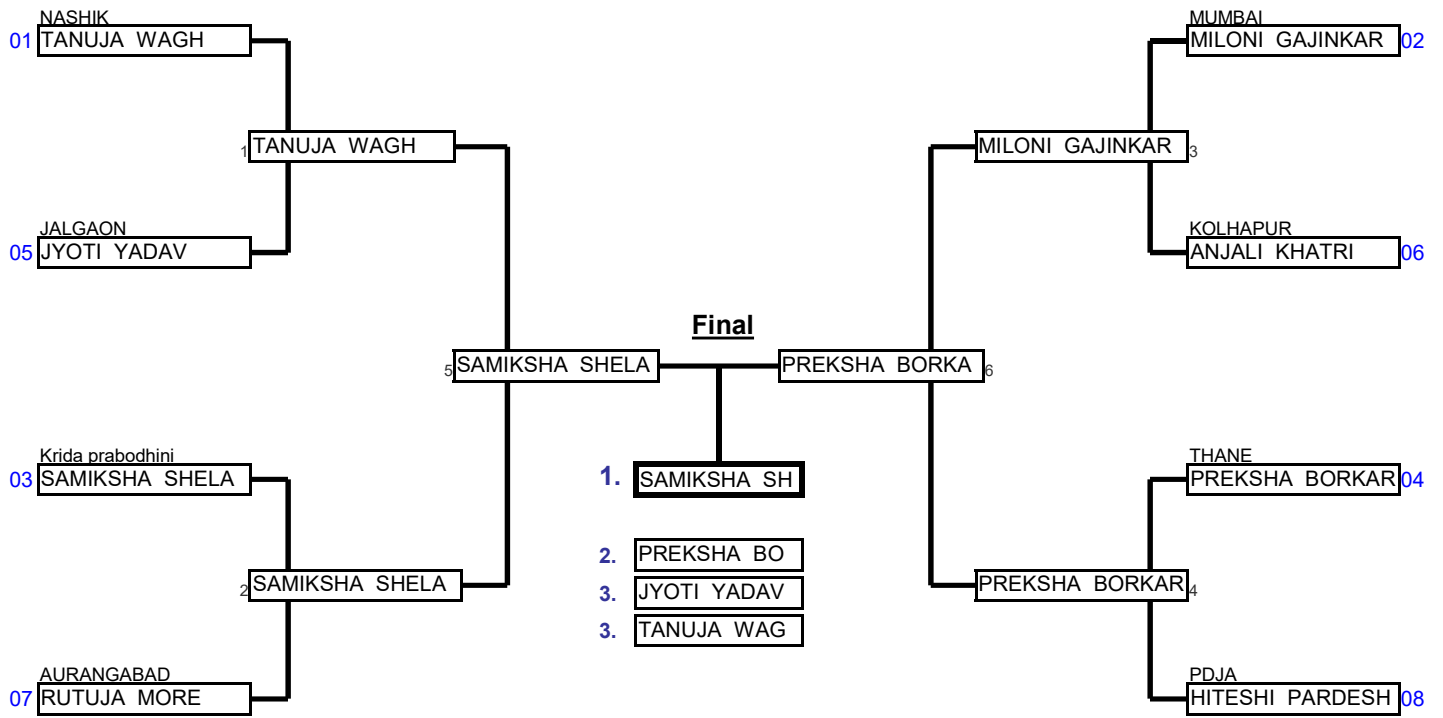 NASHIK
01 TANUJA WAGH
MUMBAI
MILONI GAJINKAR 02
1 TANUJA WAGH
MILONI GAJINKAR 3
JALGAON
05 JYOTI YADAV
KOLHAPUR
ANJALI KHATRI 06
Final
5 SAMIKSHA SHELA
PREKSHA BORKA 6
Krida prabodhini
03 SAMIKSHA SHELA
1. SAMIKSHA SH
THANE
PREKSHA BORKAR 04
2. PREKSHA BO
2 SAMIKSHA SHELA
3. JYOTI YADAV
PREKSHA BORKAR 4
3. TANUJA WAG
AURANGABAD
07 RUTUJA MORE
PDJA
HITESHI PARDESH 08